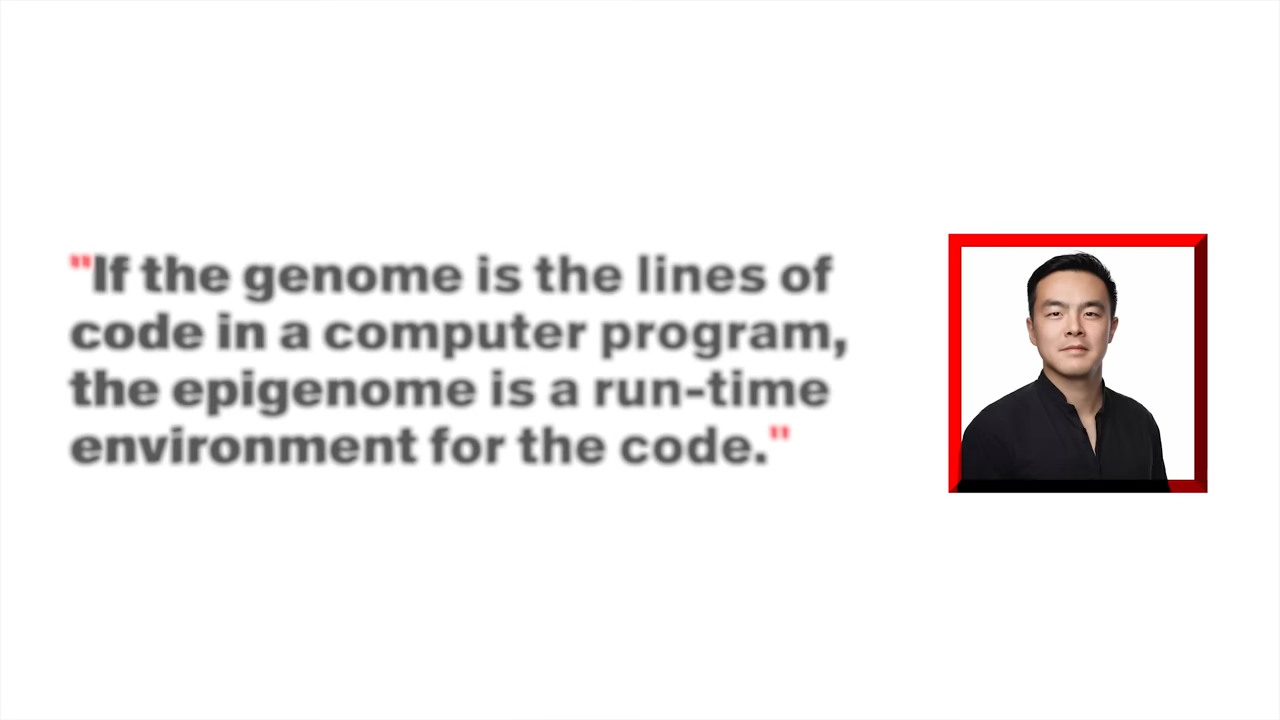 "If the genome is the lines of
code in a computer program,
the epigenome is a run-time
environment for the code."